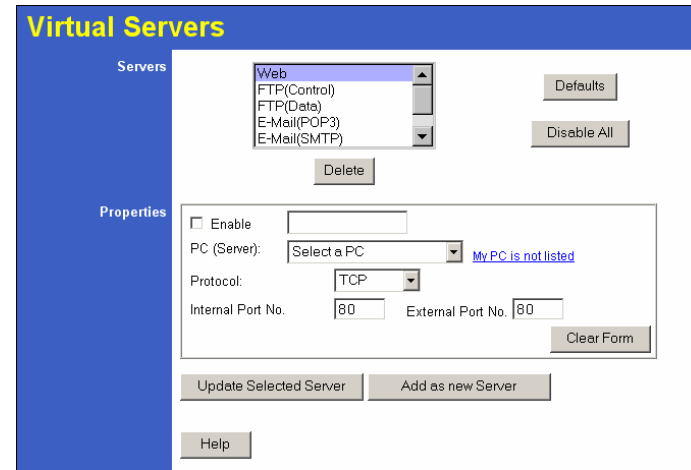 Virtual Servers
Servers
Web
FTP(Control)
FTP(Data)
E-Mail(POP3)
E-Mail(SMTP)
Defaults
Disable All
Delete
Properties
Enable
PC (Server): Select a PC My PC is not listed
Protocol: TCP
Internal Port No. 80 External Port No. 80
Clear Form
Update Selected Server Add as new Server
Help